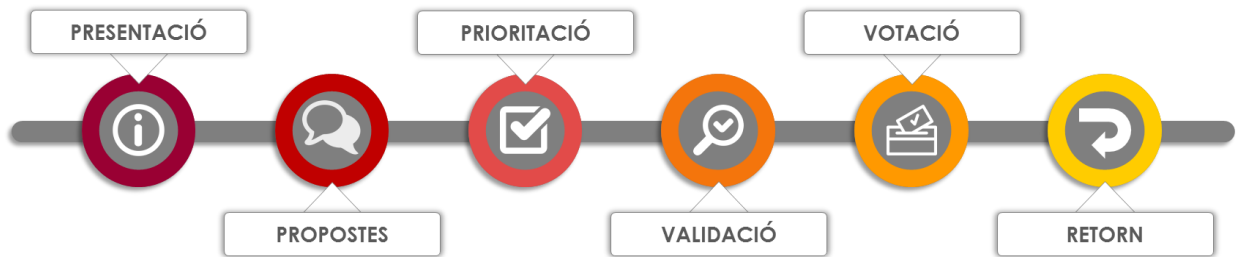 PRESENTACIÓ
PROPOSTES
PRIORITACIÓ
VALIDACIÓ
VOTACIÓ
RETORN